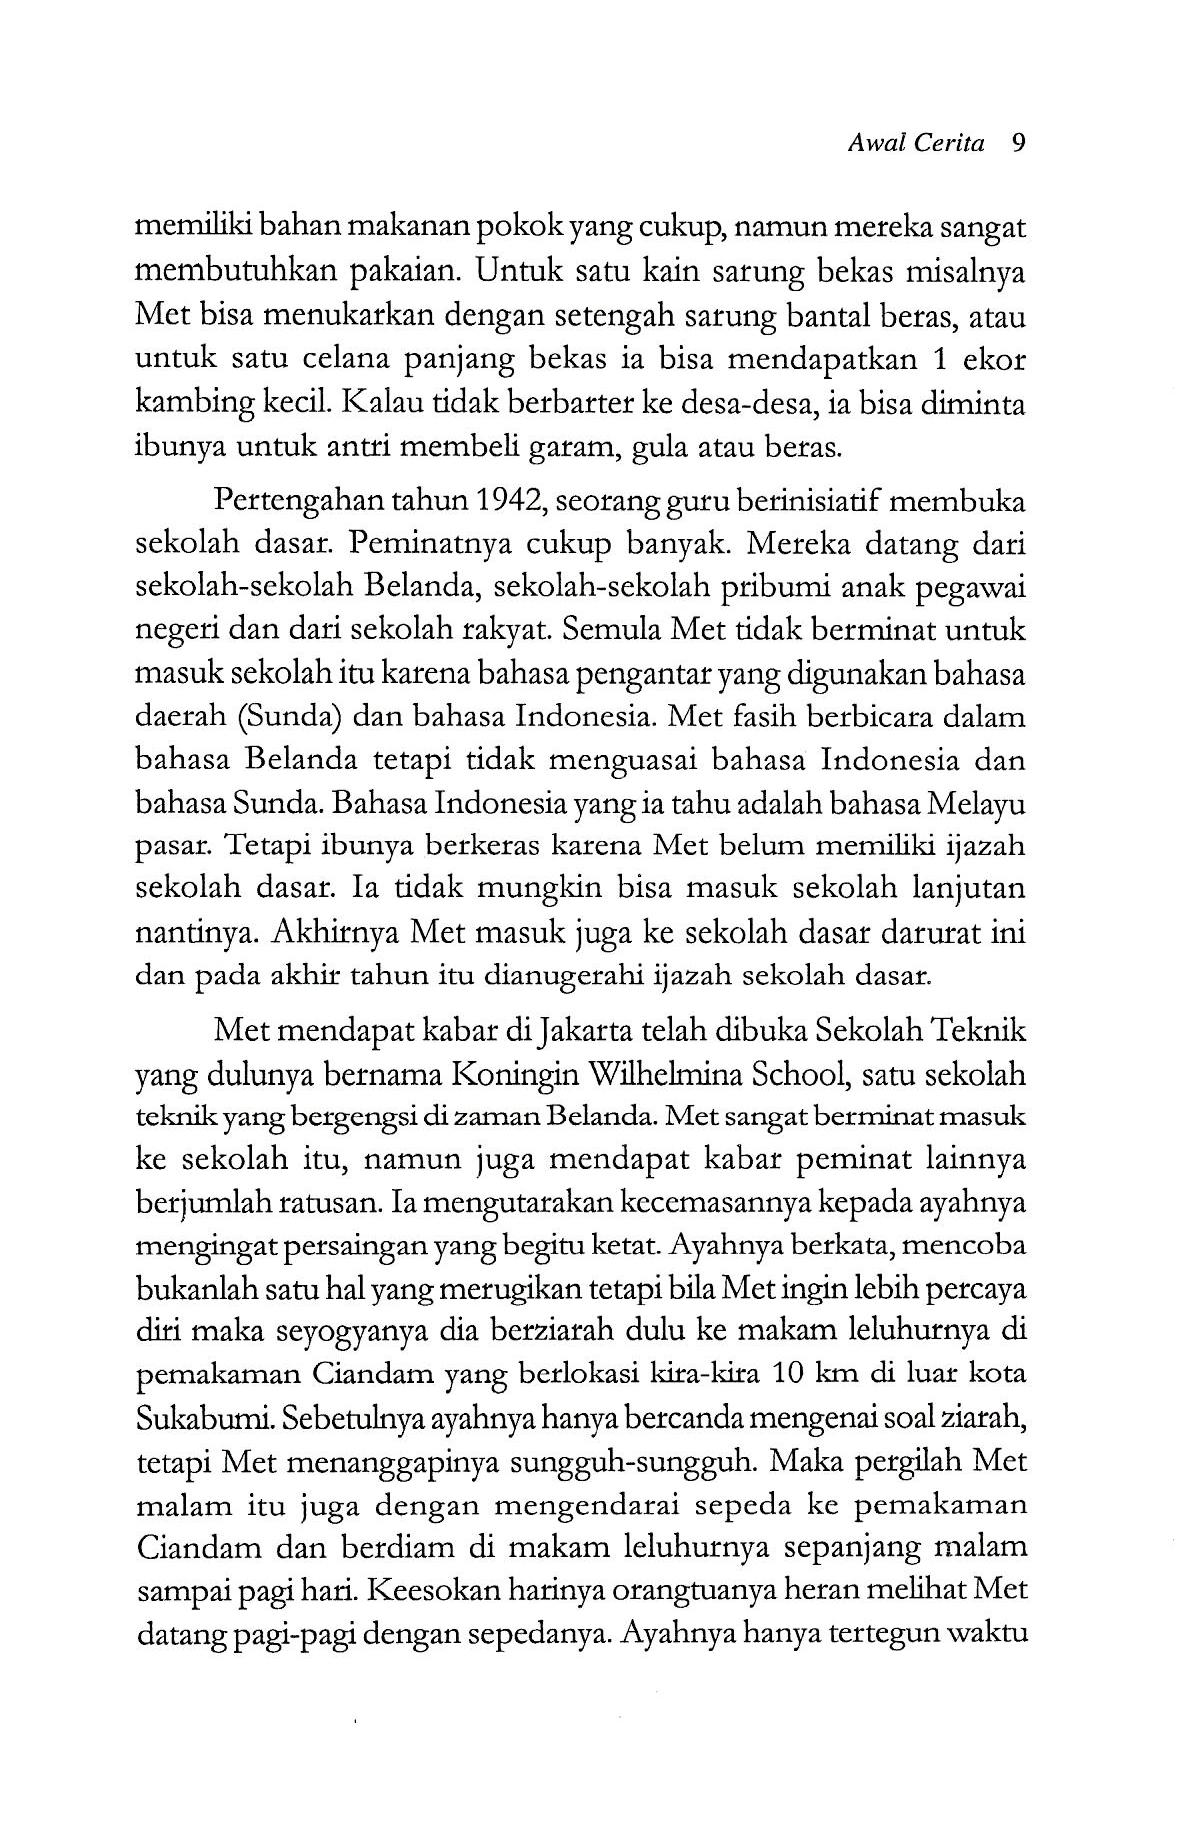 Awal Cerita 9
memiliki bahan makanan pokok yang cukup, namun mereka sangat
membutuhkan pakaian. Untuk satu kain sarung bekas misalnya
Met bisa menukarkan dengan setengah sarung bantal beras, atau
untuk satu celana panjang bekas ia bisa mendapatkan 1 ekor
kambing kecil. Kalau tidak berbarter ke desa-desa, ia bisa diminta
ibunya untuk antri membeli garam, gula atau beras.
Pertengahan tahun 1942, seorang guru berinisiatif membuka
sekolah dasar. Peminatnya cukup banyak. Mereka datang dari
sekolah-sekolah Belanda, sekolah-sekolah pribumi anak pegawai
negeri dan dari sekolah rakyat. Semula Met tidak berminat untuk
masuk sekolah itu karena bahasa pengantar yang digunakan bahasa
daerah (Sunda) dan bahasa Indonesia. Met fasih berbicara dalam
bahasa Belanda tetapi tidak menguasai bahasa Indonesia dan
bahasa Sunda. Bahasa Indonesia yang ia tahu adalah bahasa Melayu
pasar. Tetapi ibunya berkeras karena Met belum memiliki ijazah
sekolah dasar. Ia tidak mungkin bisa masuk sekolah lanjutan
nantinya. Akhirnya Met masuk juga ke sekolah dasar darurat ini
dan pada akhir tahun itu dianugerahi ijazah sekolah dasar.
Met mendapat kabar di Jakarta telah dibuka Sekolah Teknik
yang dulunya bernama Koningin Wilhelmina School, satu sekolah
teknik yang bergengsi di zaman Belanda. Met sangat berminat masuk
ke sekolah itu, namun juga mendapat kabar peminat lainnya
berjumlah ratusan. Ia mengutarakan kecemasannya kepada ayahnya
mengingat persaingan yang begitu ketat. Ayahnya berkata, mencoba
bukanlah satu hal yang merugikan tetapi bila Met ingin lebih percaya
diri maka seyogyanya dia berziarah dulu ke makam leluhurnya di
pemakaman Ciandam yang berlokasi kira-kira 10 km di luar kota
Sukabumi. Sebetulnya ayahnya hanya bercanda mengenai soal ziarah,
tetapi Met menanggapinya sungguh-sungguh. Maka pergilah Met
malam itu juga dengan mengendarai sepeda ke pemakaman
Ciandam dan berdiam di makam leluhurnya sepanjang malam
sampai pagi hari. Keesokan harinya orangtuanya heran melihat Met
datang pagi-pagi dengan sepedanya. Ayahnya hanya tertegun waktu